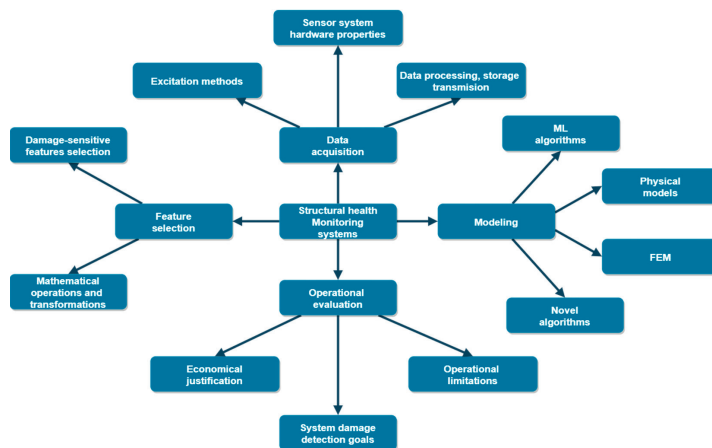 Sensor system
hardware properties
Excitation methods
Data processing, storage
transmision
Damage-sensitive
features selection
Data
acquisition
ML
algorithms
Physical
models
Feature
selection
Structural health
Monitoring
systems
Modeling
FEM
Mathematical
operations and
transformations
Operational
evaluation
Novel
algorithms
Economical
justification
Operational
limitations
System damage
detection goals